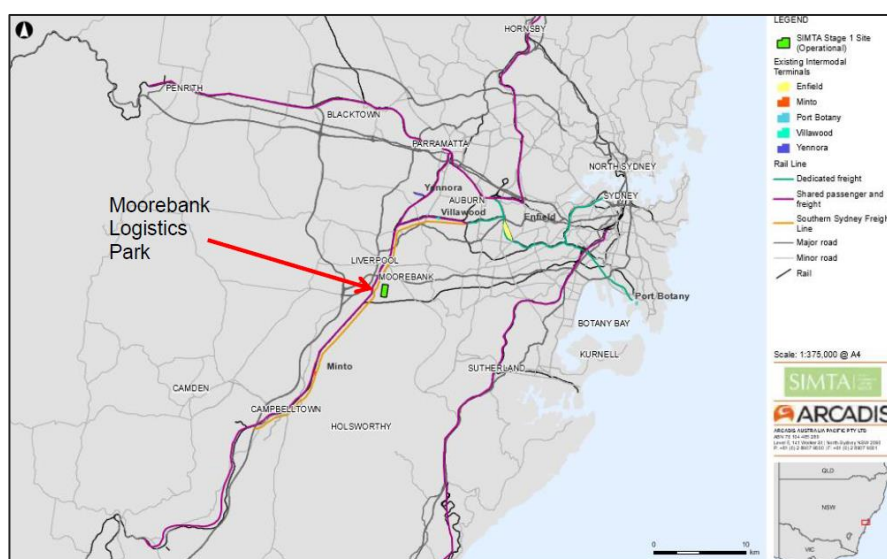 HORNSBY
PENRITH
BLACKTOWN
PARRAMATTA
NORTH SYDNEY
Yennora
AUBURN
SYDNEY
Villawood
Enfield
Moorebank
Logistics
Park
LIVERPOOL
MOOREBANK
Port Botany
BOTANY BAY
KURNELL
Minto
SUTHERLAND
CAMDEN
CAMPBELLTOWN
HOLSWORTHY
0
10
km
LEGEND
SIMTA Stage 1 Site
(Operational)
Existing Intermodal
Terminals
Enfield
Minto
Port Botany
Villawood
Yennora
Rail Line
Dedicated freight
Shared passenger and
freight
Southern Sydney Freight
Line
Major road
Minor road
Rail
Scale: 1:375,000 @ A4
SIMTA
ARCADIS
ARCADIS AUSTRALIA PACIFIC PTY LTD
QLD
NSW
VIC